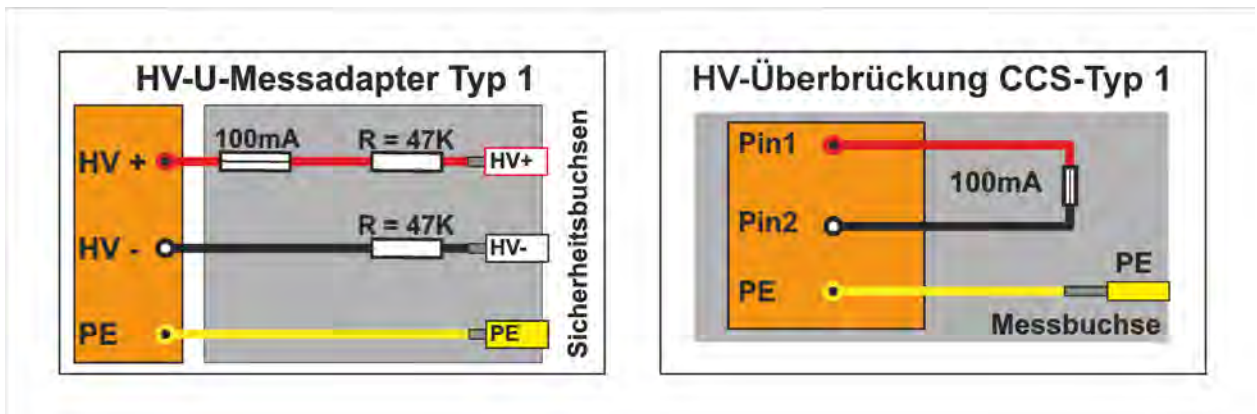 HV-U-Messadapter Typ 1
HV +
100mA
R = 47K
HV+
HV -
R = 47K
HV-
PE
PE
Sicherheitsbuchsen
HV-Überbrückung CCS-Typ 1
Pin1
100mA
Pin2
PE
PE
Messbuchse